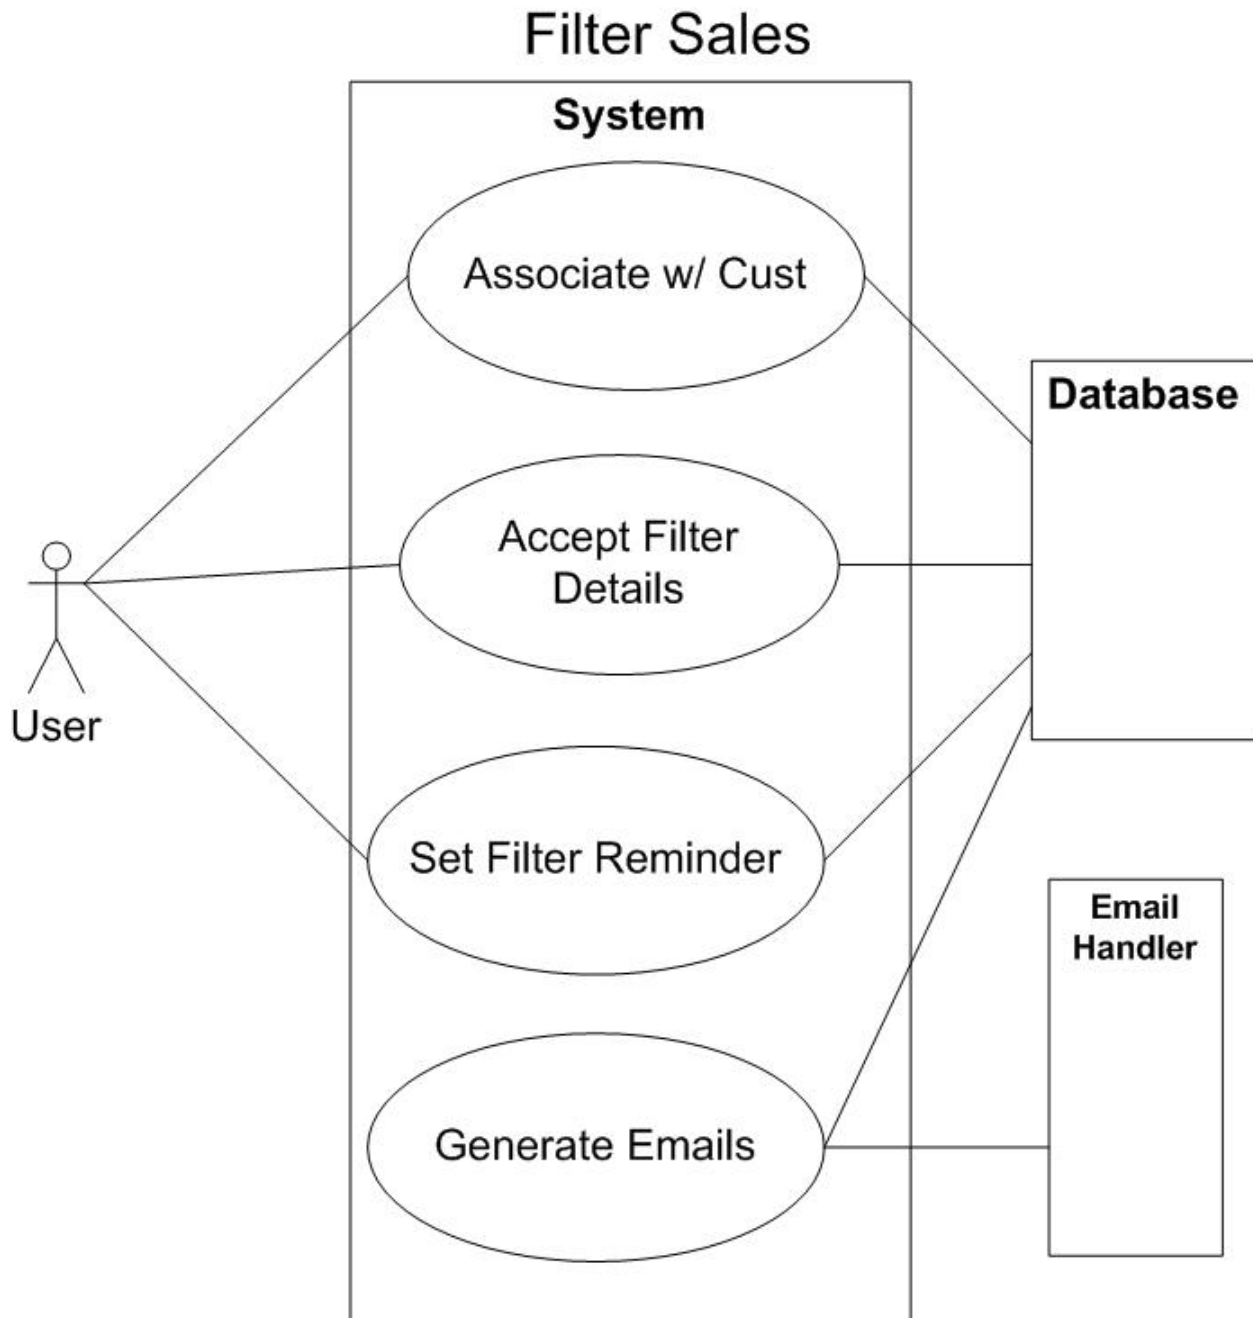 Filter Sales
System
Associate w/ Cust
Database
Accept Filter
Details
User
Set Filter Reminder
Email
Handler
Generate Emails